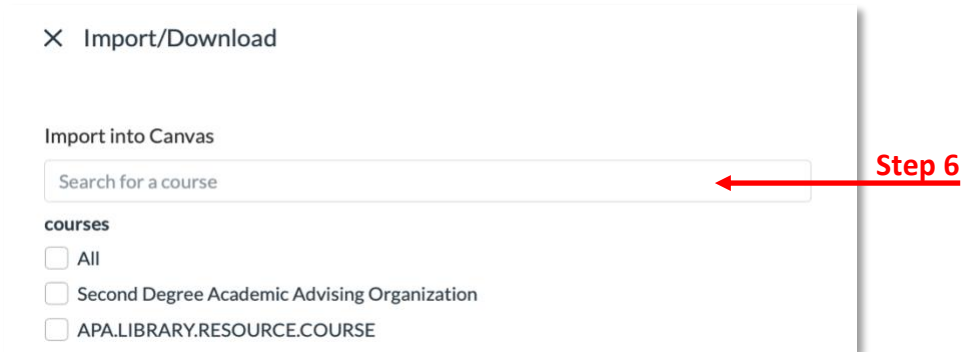 Import/Download
Import into Canvas
Search for a course
Step 6
courses
All
Second Degree Academic Advising Organization
APA.LIBRARY.RESOURCE.COURSE